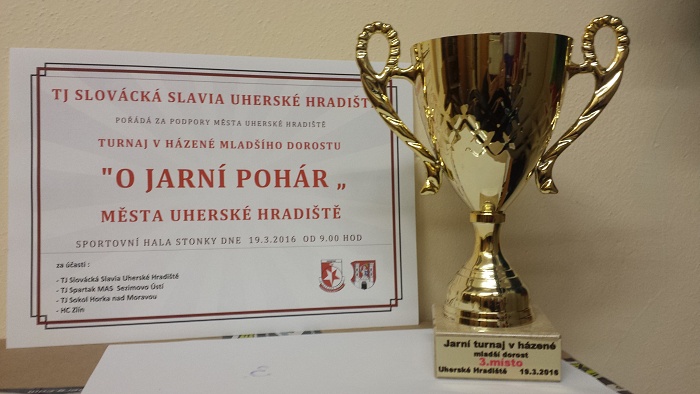 TJ SLOVÁCKÁ SLAVIA UHERSKÉ HRADIŠT
POŘÁDÁ ZA PODPORY MĚSTA UHERSKÉ HRADIŠTĚ
TURNAJ V HÁZENÉ MLADŠÍHO DOROSTU
"O JARNÍ POHÁR „
MĚSTA UHERSKÉ HRADIŠTĚ
SPORTOVNÍ HALA STONKY DNE 19.3.2016 OD 9.00 HOD
za účasti :
- TJ Slovácká Slavia Uherské Hradiště
- TJ Spartak MAS Sezimovo Ústí
- TJ Sokol Horka nad Moravou
- HC Zlín
Jarní turnaj v házené
mladší dorost
3.místo
Uherské Hradiště 19.3.2016